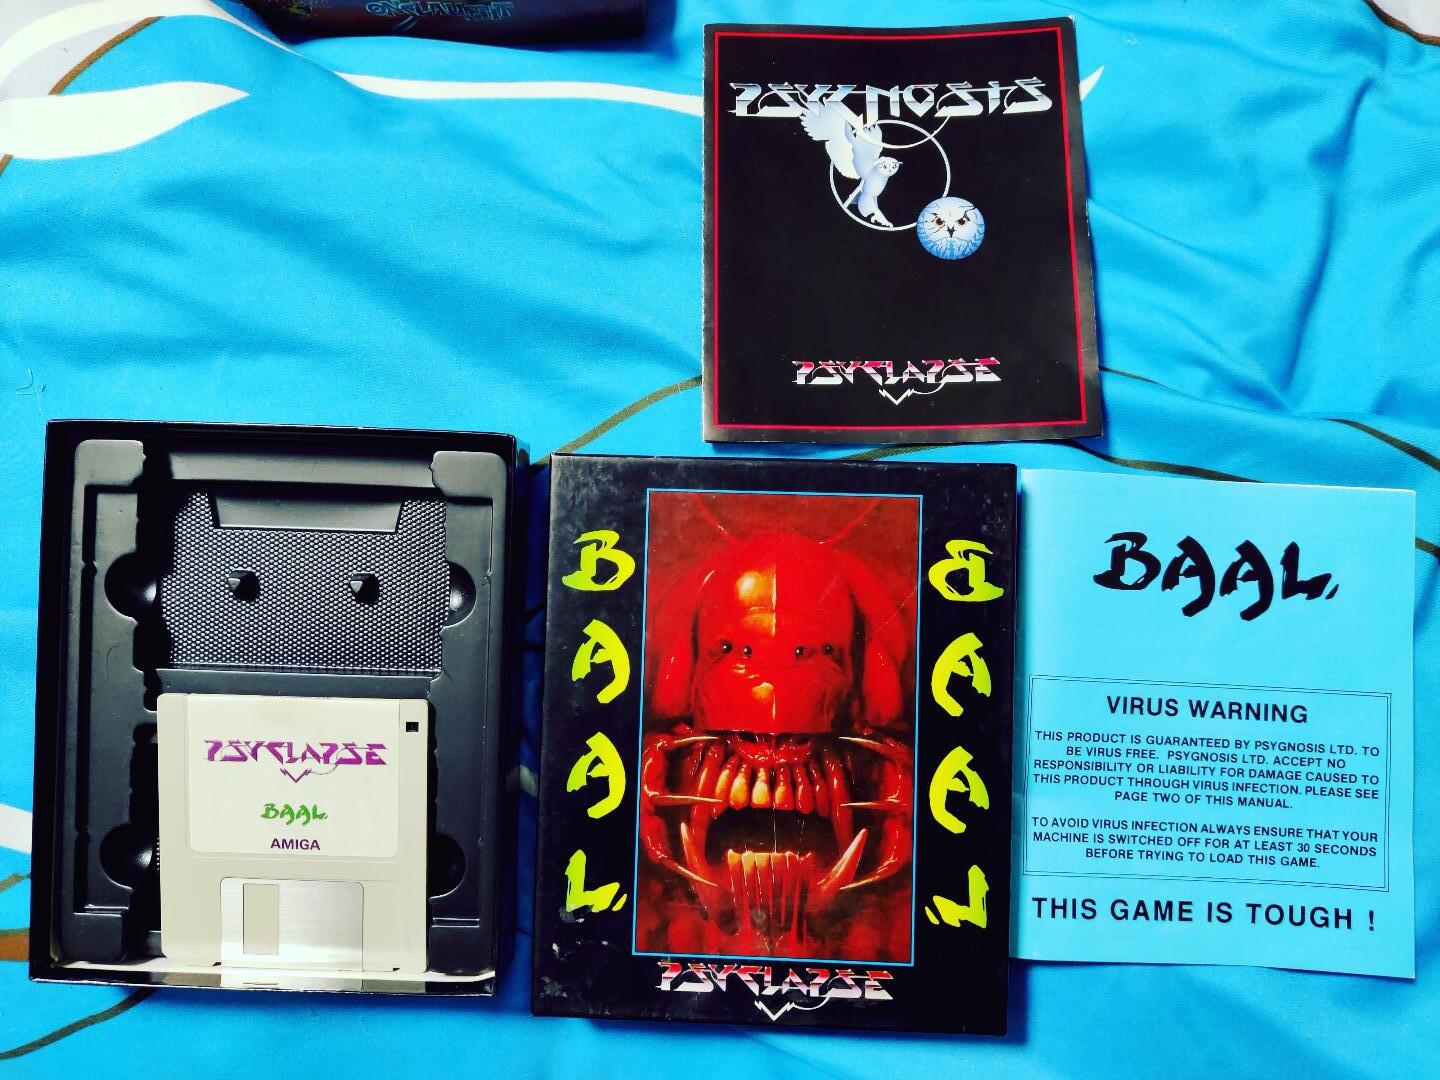 ONSLAUGHT
PSYGNOSIS
PSYCLAPSE
PSYCLAPSE
BAAL
AMIGA
BAAL
BAAL
PSYCLAPSE
BAAL
VIRUS WARNING
THIS PRODUCT IS GUARANTEED BY PSYGNOSIS LTD. TO
BE VIRUS FREE. PSYGNOSIS LTD. ACCEPT NO
RESPONSIBILITY OR LIABILITY FOR DAMAGE CAUSED TO
THIS PRODUCT THROUGH VIRUS INFECTION. PLEASE SEE
PAGE TWO OF THIS MANUAL.
TO AVOID VIRUS INFECTION ALWAYS ENSURE THAT YOUR
MACHINE IS SWITCHED OFF FOR AT LEAST 30 SECONDS
BEFORE TRYING TO LOAD THIS GAME.
THIS GAME IS TOUGH !